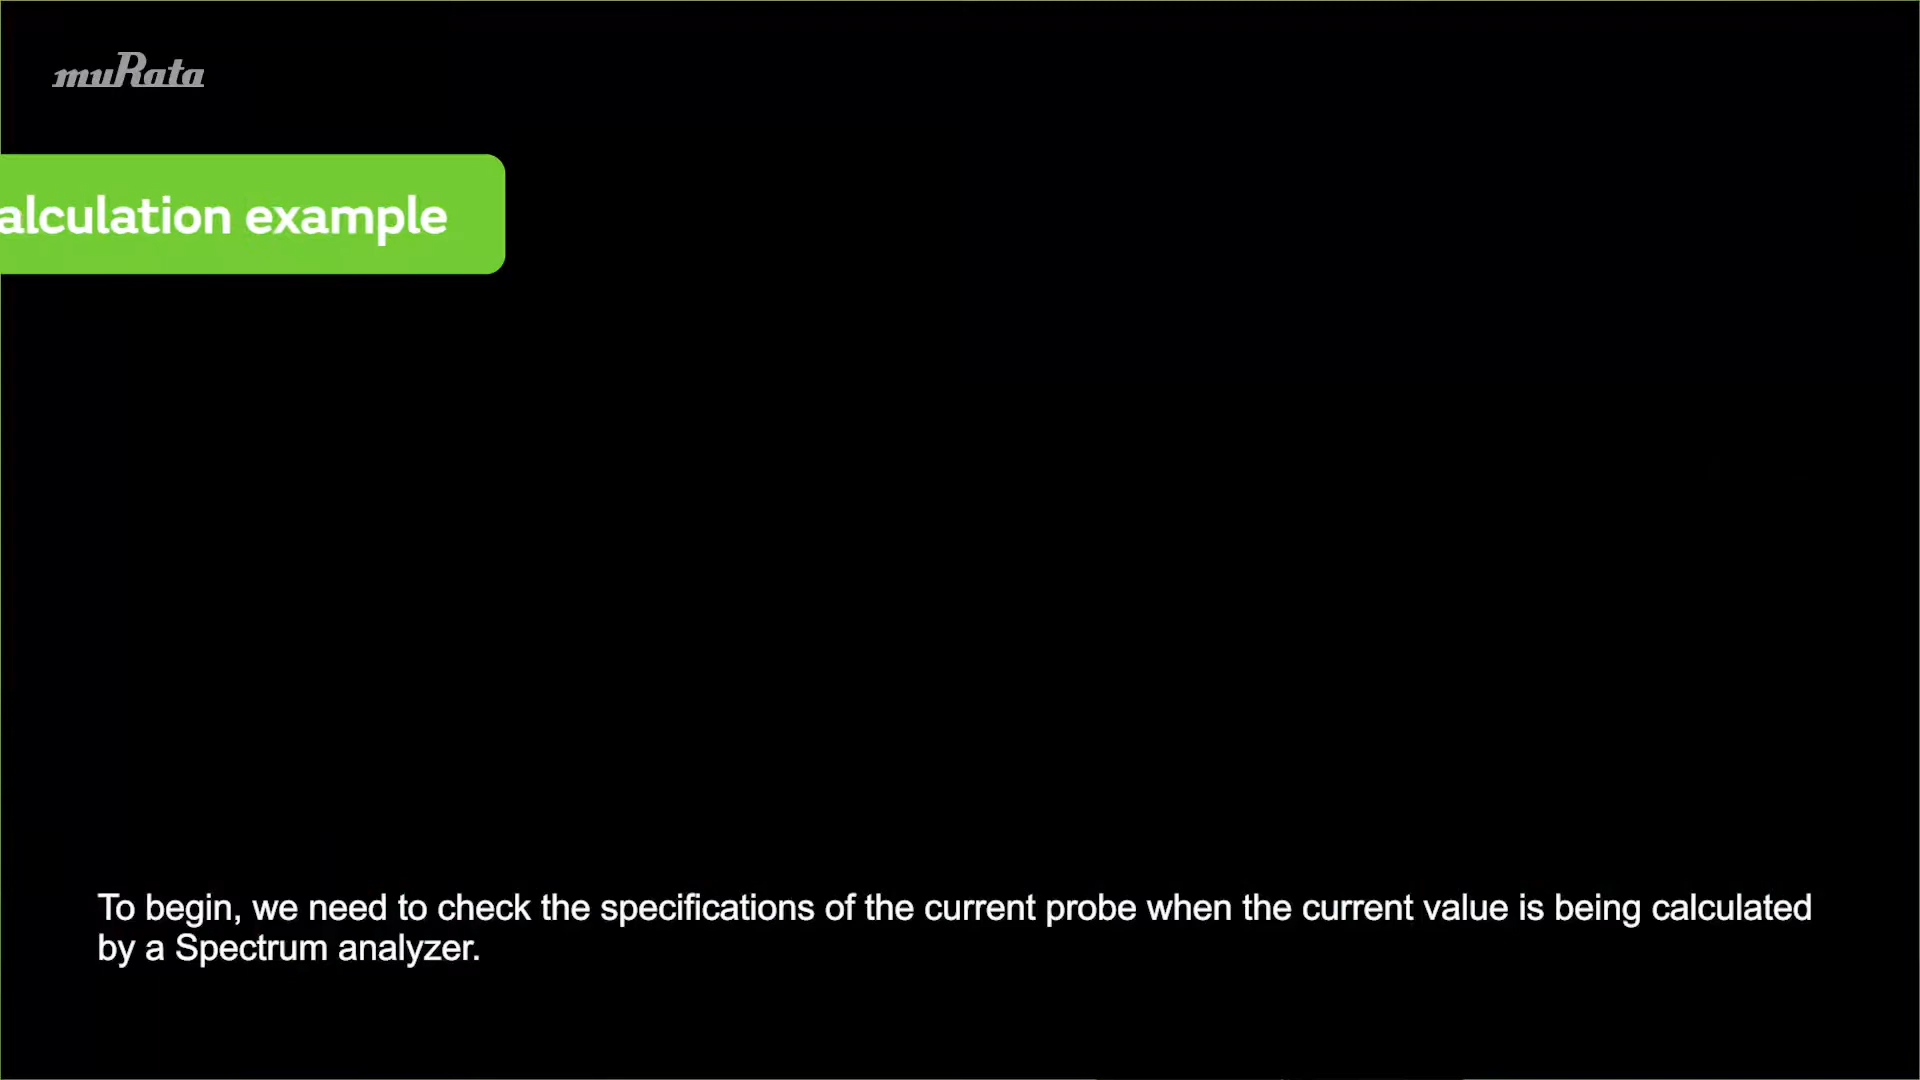 muRata
alculation example
To begin, we need to check the specifications of the current probe when the current value is being calculated
by a Spectrum analyzer.